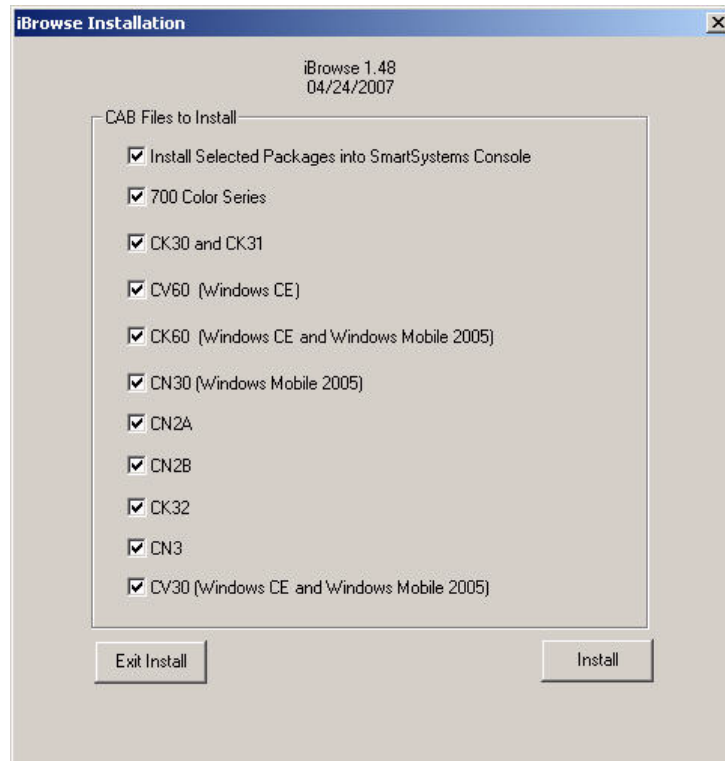 iBrowse Installation
iBrowse 1.48
04/24/2007
CAB Files to Install
Install Selected Packages into SmartSystems Console
700 Color Series
CK30 and CK31
CV60 (Windows CE)
CK60 (Windows CE and Windows Mobile 2005)
CN30 (Windows Mobile 2005)
CN2A
CN2B
CK32
CN3
CV30 (Windows CE and Windows Mobile 2005)
Exit Install
Install